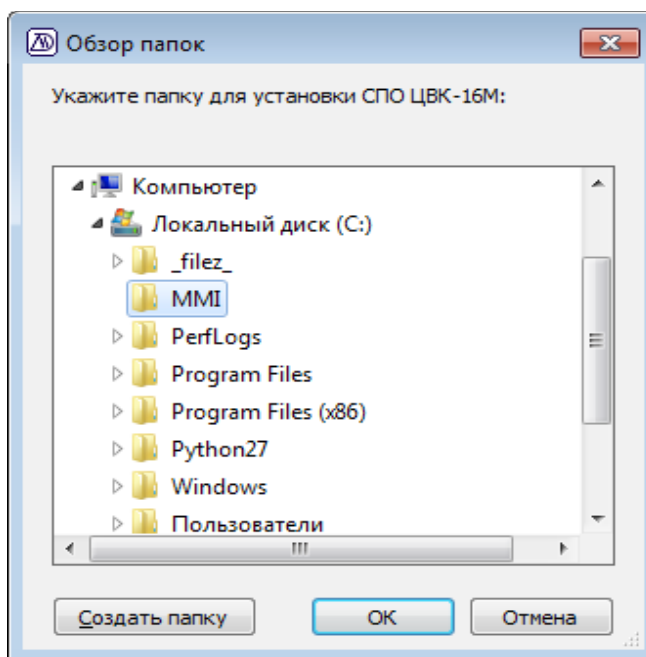 Обзор папок
Укажите папку для установки СПО ЦВК-16М:
Компьютер
Локальный диск (C:)
_filez_
MMI
PerfLogs
Program Files
Program Files (x86)
Python27
Windows
Пользователи
Создать папку
ОК
Отмена